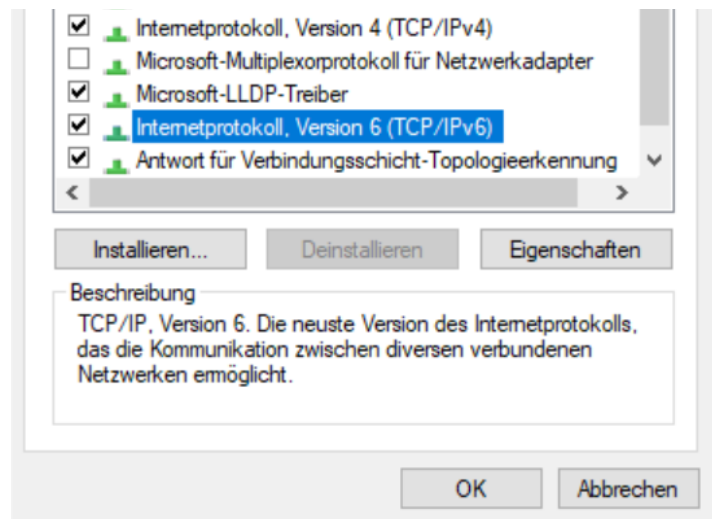 Internetprotokoll, Version 4 (TCP/IPv4)
Microsoft-Multiplexorprotokoll für Netzwerkadapter
Microsoft-LLDP-Treiber
Internetprotokoll, Version 6 (TCP/IPv6)
Antwort für Verbindungsschicht-Topologieerkennung
Installieren... Deinstallieren Eigenschaften
Beschreibung
TCP/IP, Version 6. Die neuste Version des Internetprotokolls,
das die Kommunikation zwischen diversen verbundenen
Netzwerken ermöglicht.
OK Abbrechen